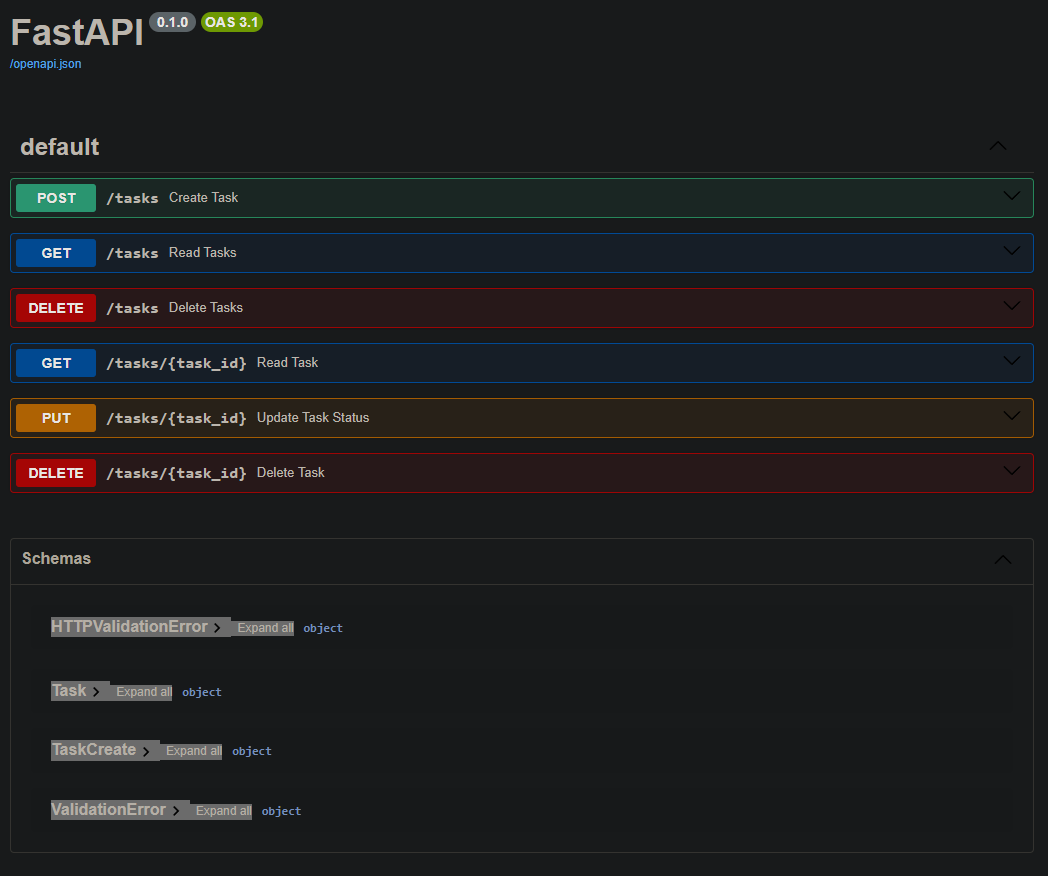 FastAPI 0.1.0 OAS 3.1
/openapi.json
default
POST /tasks Create Task
GET /tasks Read Tasks
DELETE /tasks Delete Tasks
GET /tasks/{task_id} Read Task
PUT /tasks/{task_id} Update Task Status
DELETE /tasks/{task_id} Delete Task
Schemas
HTTPValidationError Expand all object
Task Expand all object
TaskCreate Expand all object
ValidationError Expand all object